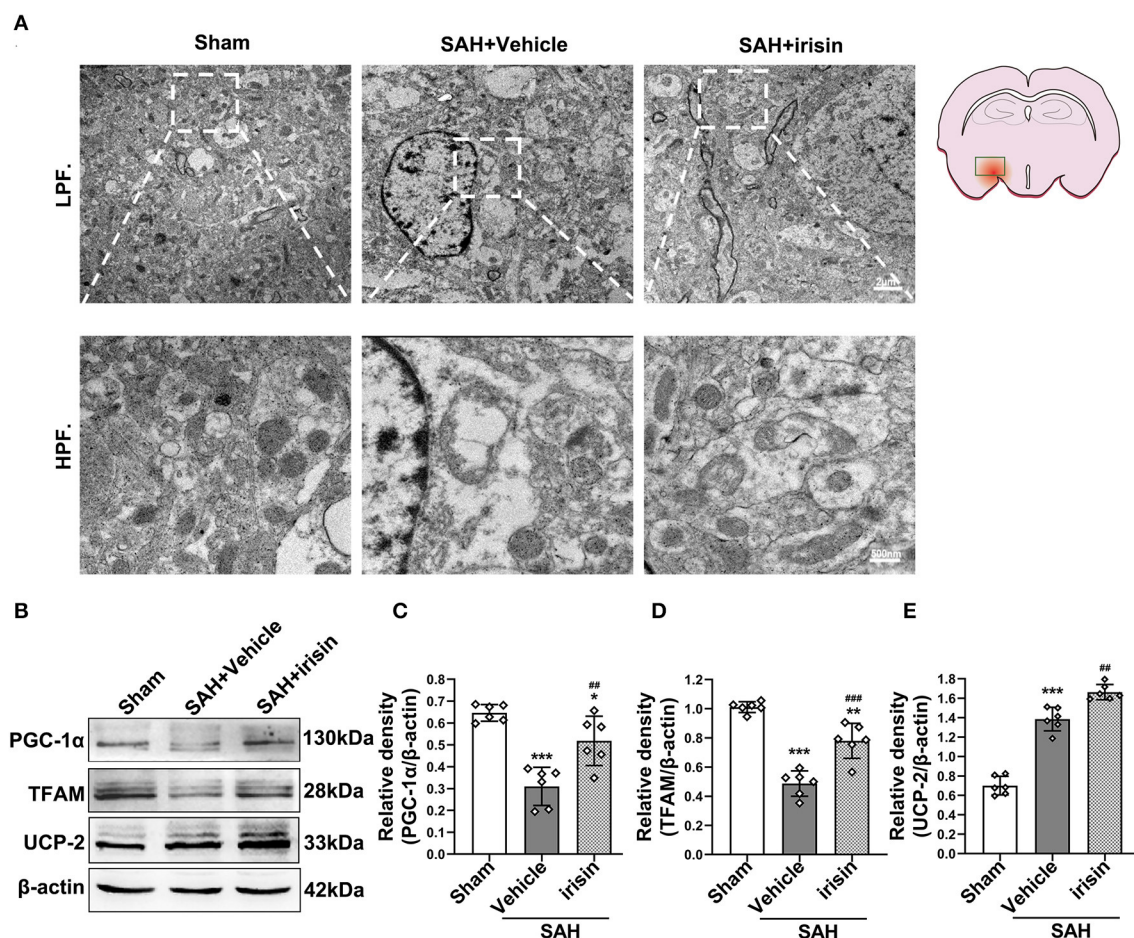 A
Sham
SAH+Vehicle
SAH+irisin
LPF.
2um
HPF.
500nm
B
Sham
SAH+Vehicle
SAH+irisin
PGC-1α
130kDa
TFAM
28kDa
UCP-2
33kDa
β-actin
42kDa
C
Relative density
(PGC-1α/β-actin)
0.8
0.7
0.6
0.5
0.4
0.3
0.2
0.1
0.0
***
##
*
Sham
Vehicle
irisin
SAH
D
Relative density
(TFAM/β-actin)
1.2
1.0
0.8
0.6
0.4
0.2
0.0
***
###
**
Sham
Vehicle
irisin
SAH
E
Relative density
(UCP-2/β-actin)
1.8
1.6
1.4
1.2
1.0
0.8
0.6
0.4
0.2
0.0
***
##
Sham
Vehicle
irisin
SAH